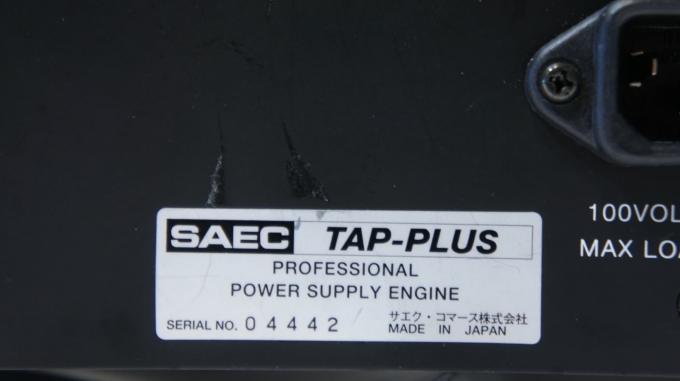 SAEC TAP-PLUS
PROFESSIONAL
POWER SUPPLY ENGINE
SERIAL NO. 04442
サエク・コマース株式会社
MADE IN JAPAN
100VOL
MAX LOA